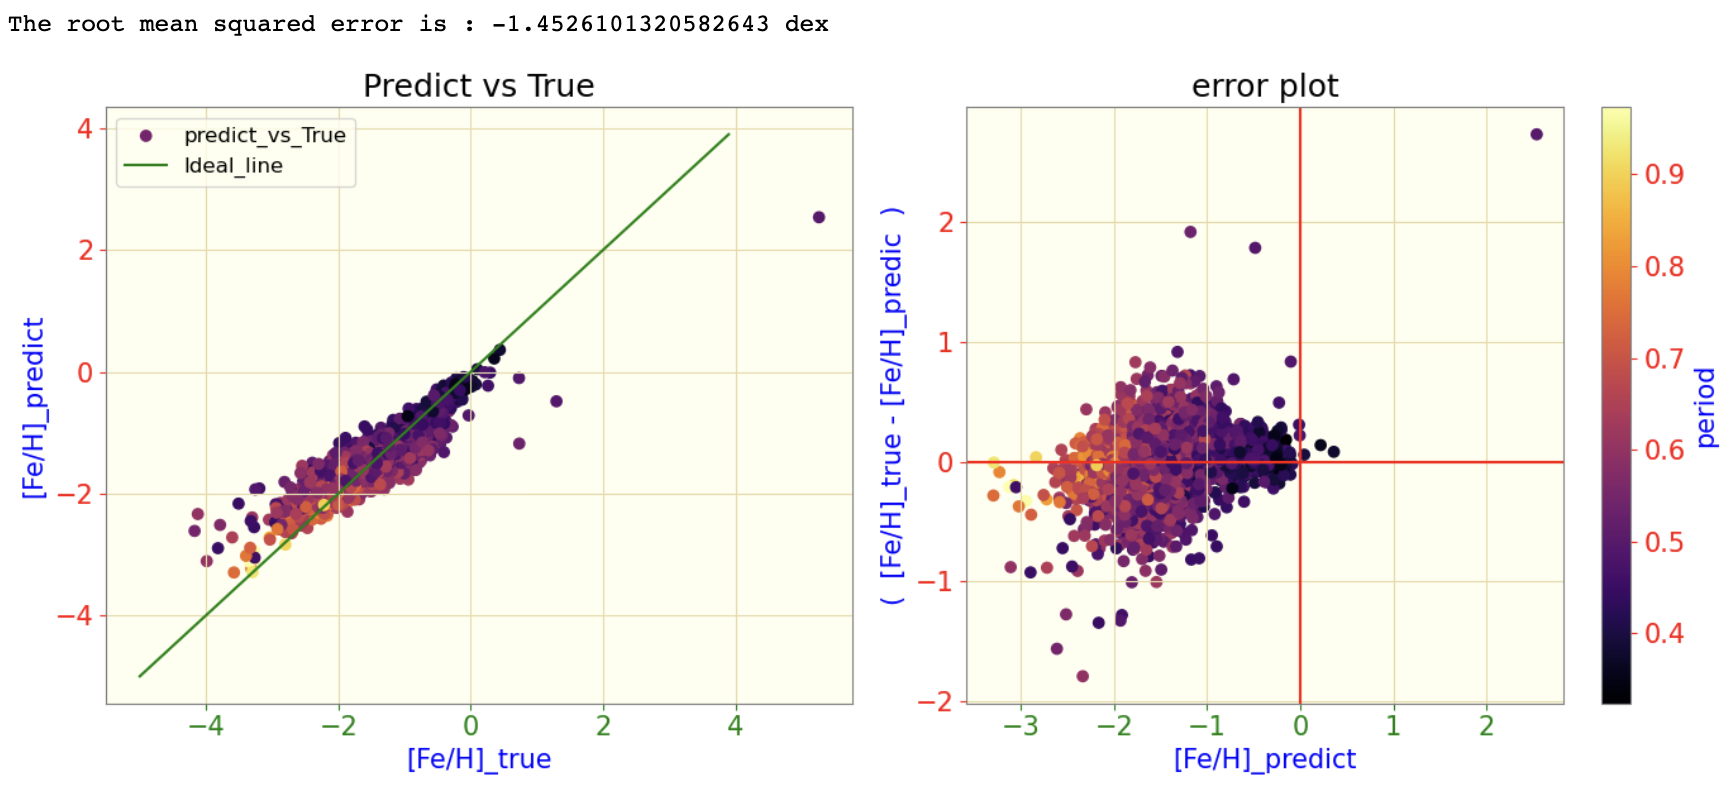 The root mean squared error is : -1.4526101320582643 dex
Predict vs True
predict_vs_True
Ideal_line
4
2
0
−2
−4
[Fe/H]_predict
−4
−2
0
2
4
[Fe/H]_true
error plot
2
1
0
−1
−2
( [Fe/H]_true - [Fe/H]_predic )
−3
−2
−1
0
1
2
[Fe/H]_predict
0.9
0.8
0.7
0.6
0.5
0.4
period